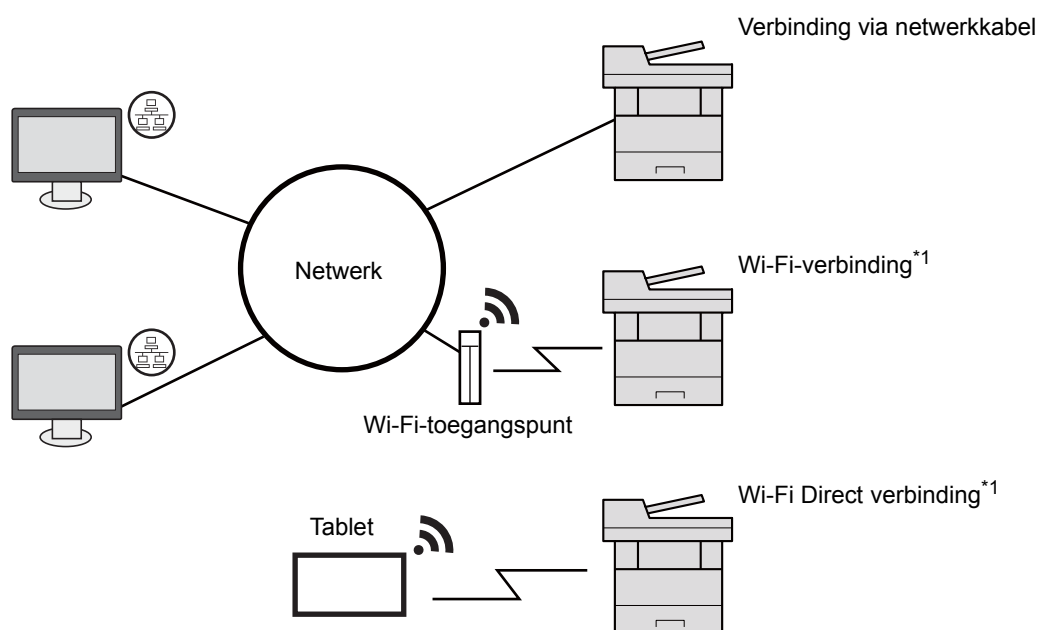 Verbinding via netwerkkabel
Netwerk
Wi-Fi-verbinding*1
Wi-Fi-toegangspunt
Wi-Fi Direct verbinding*1
Tablet